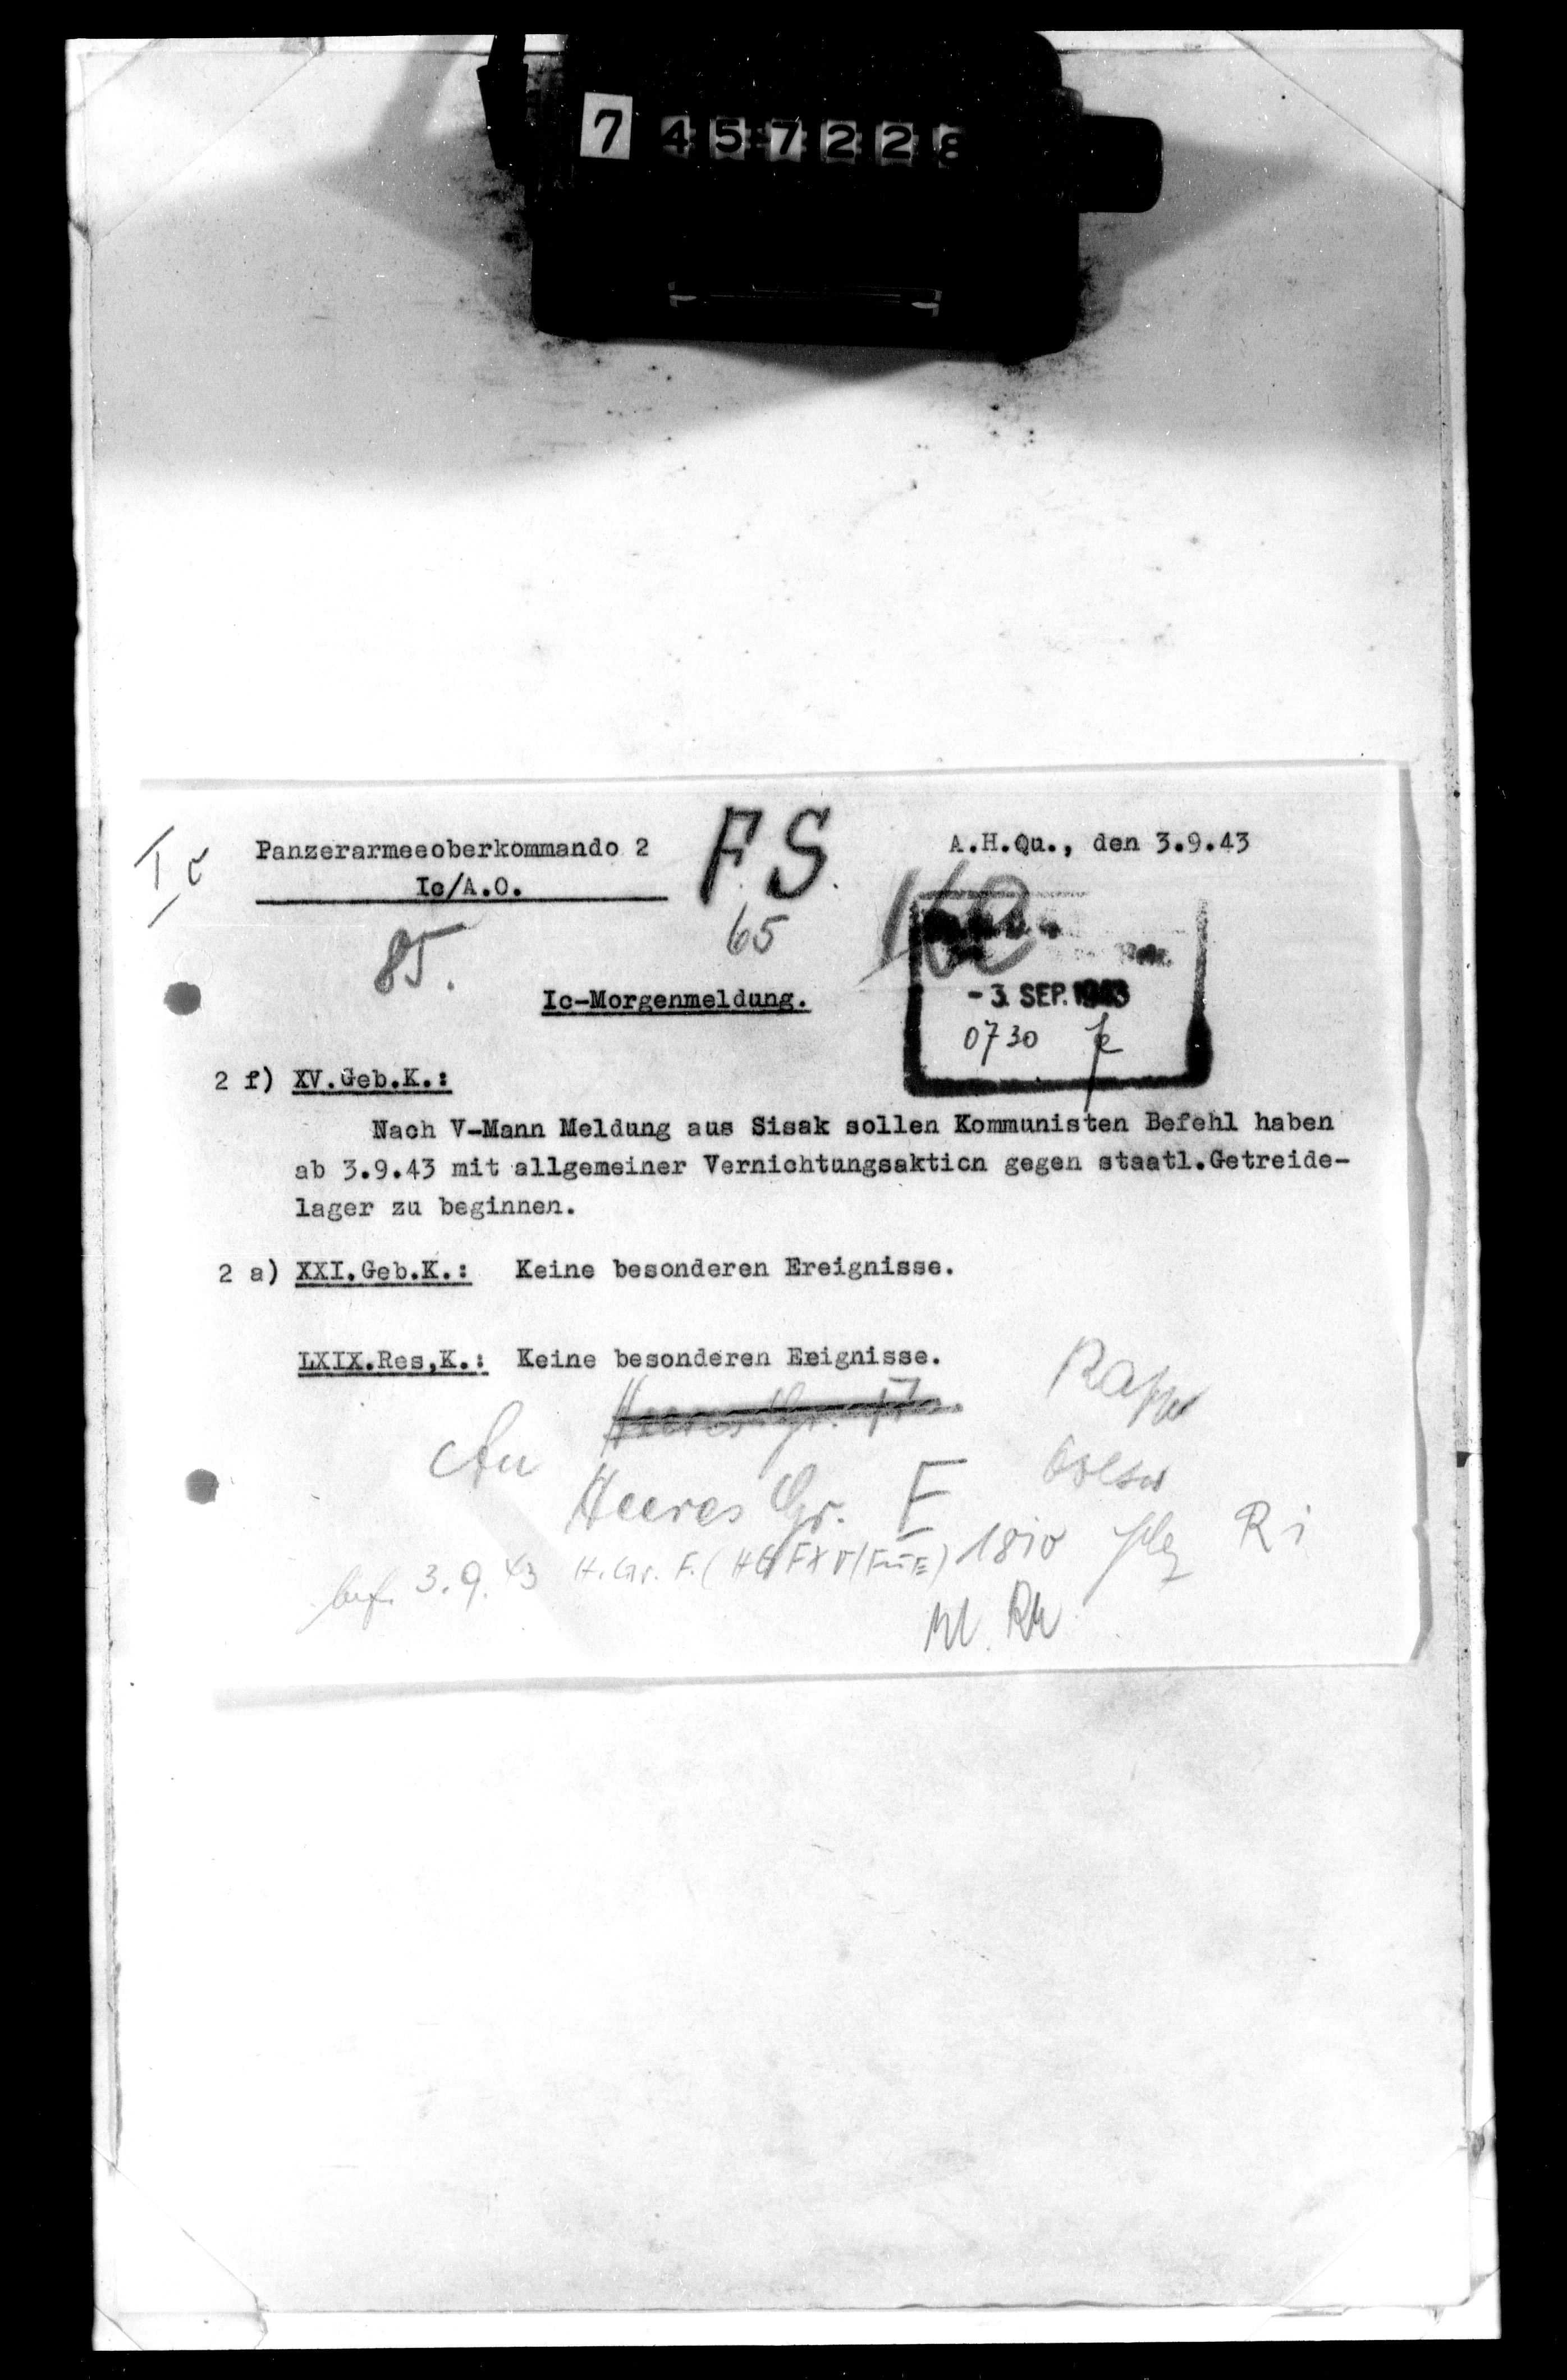 7457228
Ic
Panzerarmeeoberkommando 2
Ic/A.O.
F.S.
A.H.Qu., den 3.9.43
85.
65
- 3. SEP. 1943
0730
Ic-Morgenmeldung.
2 f) XV.Geb.K.:
Nach V-Mann Meldung aus Sisak sollen Kommunisten Befehl haben
ab 3.9.43 mit allgemeiner Vernichtungsaktion gegen staatl.Getreide-
lager zu beginnen.
2 a) XXI.Geb.K.: Keine besonderen Ereignisse.
LXIX.Res,K.: Keine besonderen Ereignisse.
An Heeres Gr. F
3.9.43 H.Gr. F. 1810